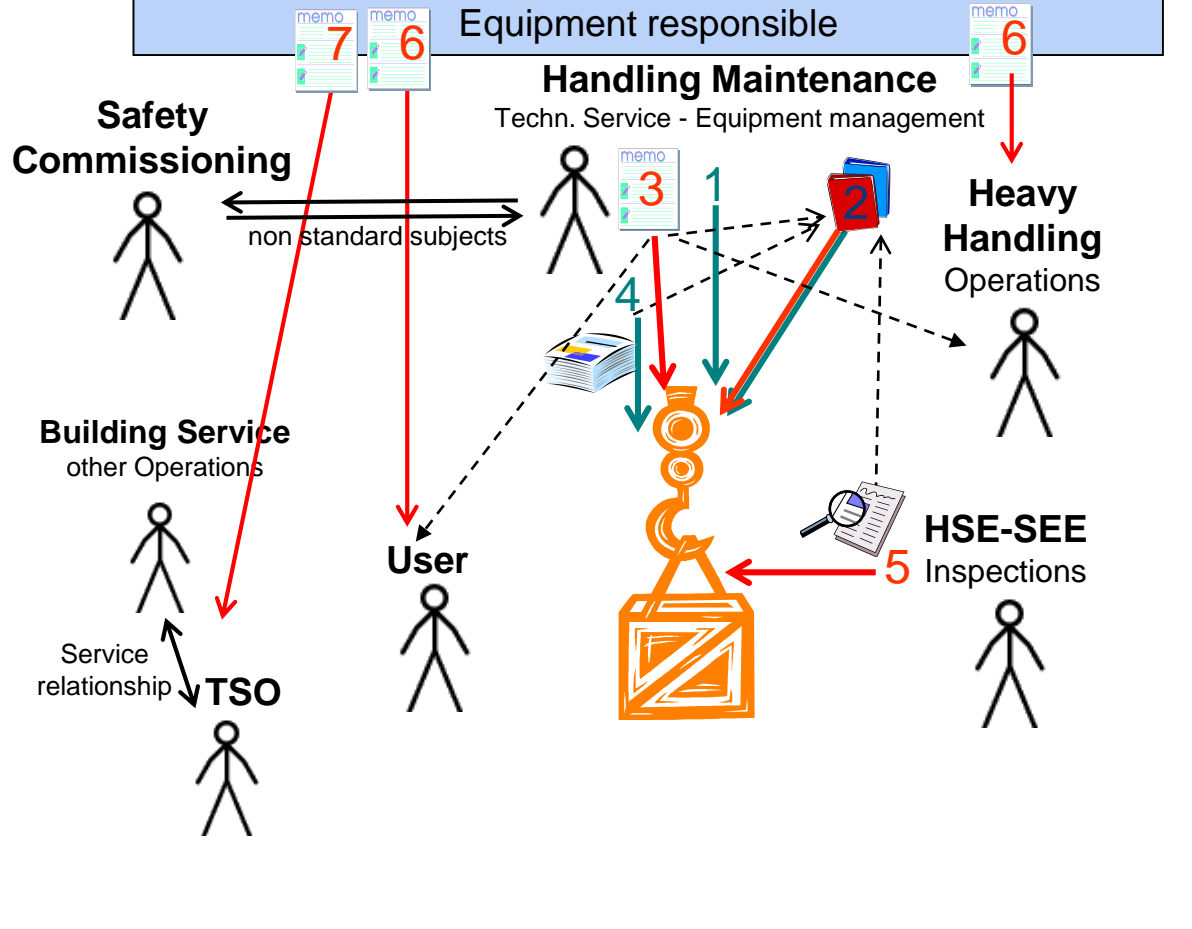 Equipment responsible
memo
7
memo
6
memo
6
Handling Maintenance
Techn. Service - Equipment management
Safety
Commissioning
memo
3
1
2
Heavy
Handling
Operations
non standard subjects
4
Building Service
other Operations
User
HSE-SEE
5 Inspections
Service
relationship
TSO